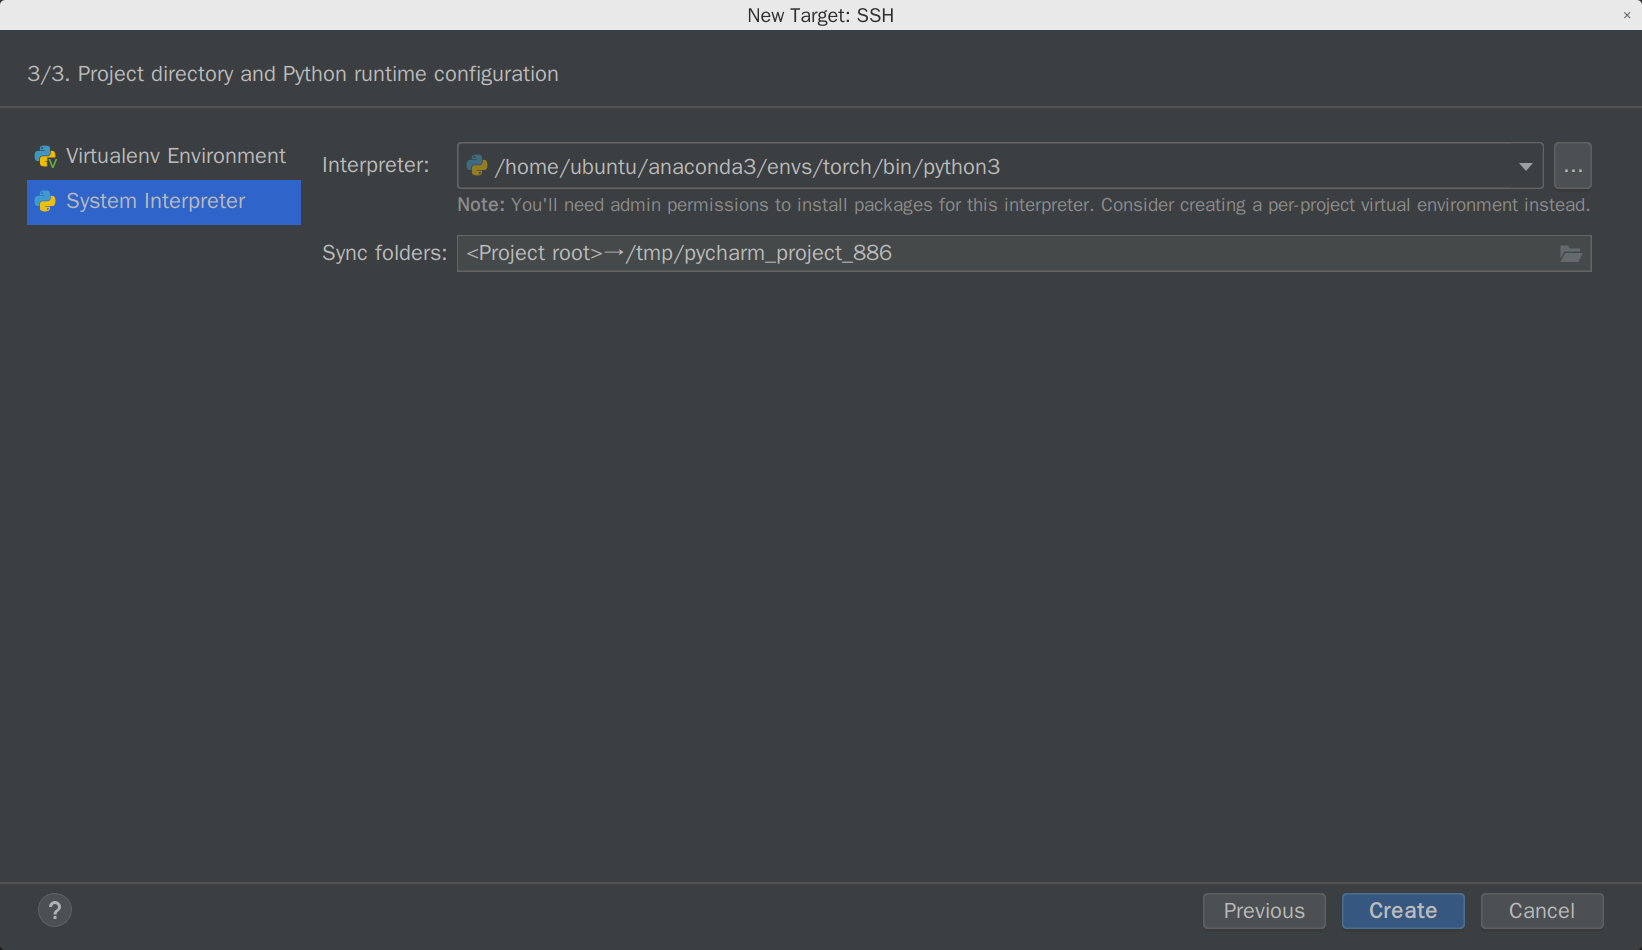 New Target: SSH
×
3/3. Project directory and Python runtime configuration
Virtualenv Environment
System Interpreter
Interpreter:
/home/ubuntu/anaconda3/envs/torch/bin/python3
...
Note: You'll need admin permissions to install packages for this interpreter. Consider creating a per-project virtual environment instead.
Sync folders:
<Project root>→/tmp/pycharm_project_886
?
Previous
Create
Cancel